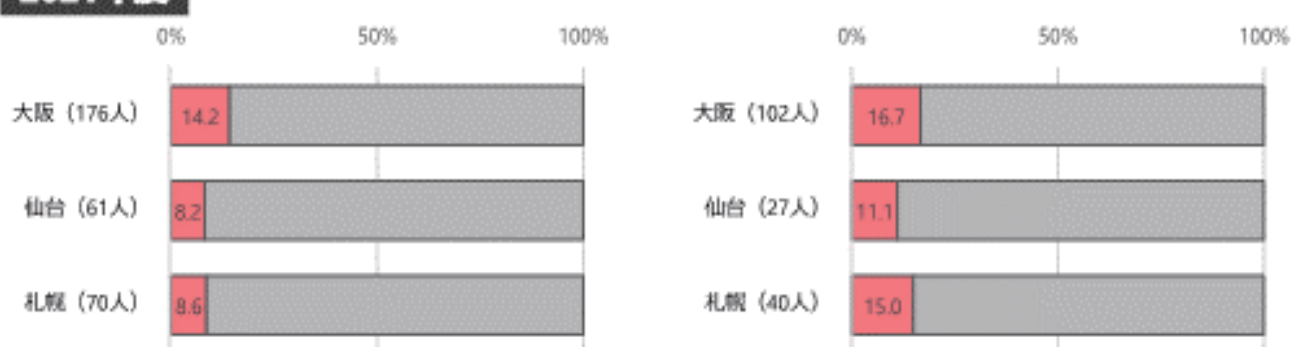 0% 50% 100%
大阪（176人） 14.2
仙台（61人） 8.2
札幌（70人） 8.6
0% 50% 100%
大阪（102人） 16.7
仙台（27人） 11.1
札幌（40人） 15.0